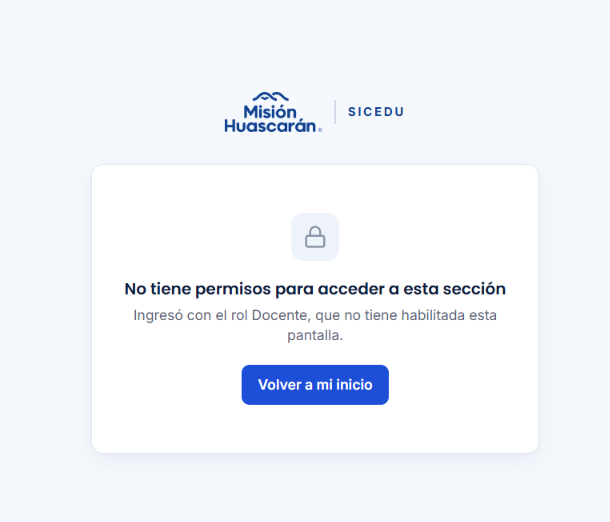 Misión
Huascarán
SICEDU
No tiene permisos para acceder a esta sección
Ingresó con el rol Docente, que no tiene habilitada esta
pantalla.
Volver a mi inicio